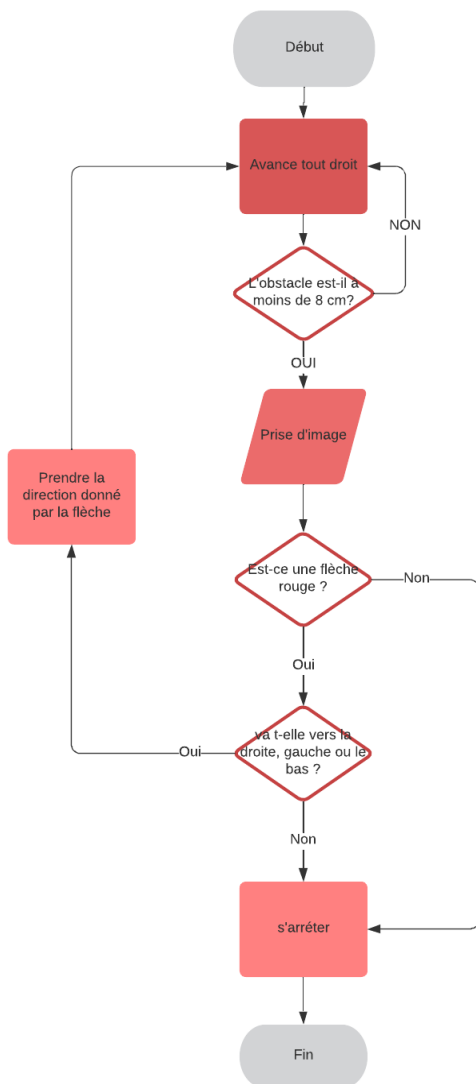 Début
Avance tout droit
NON
L'obstacle est-il à
moins de 8 cm?
OUI
Prise d'image
Prendre la
direction donné
par la flèche
Est-ce une flèche
rouge ?
Non
Oui
va t-elle vers la
droite, gauche ou le
bas ?
Oui
Non
s'arréter
Fin